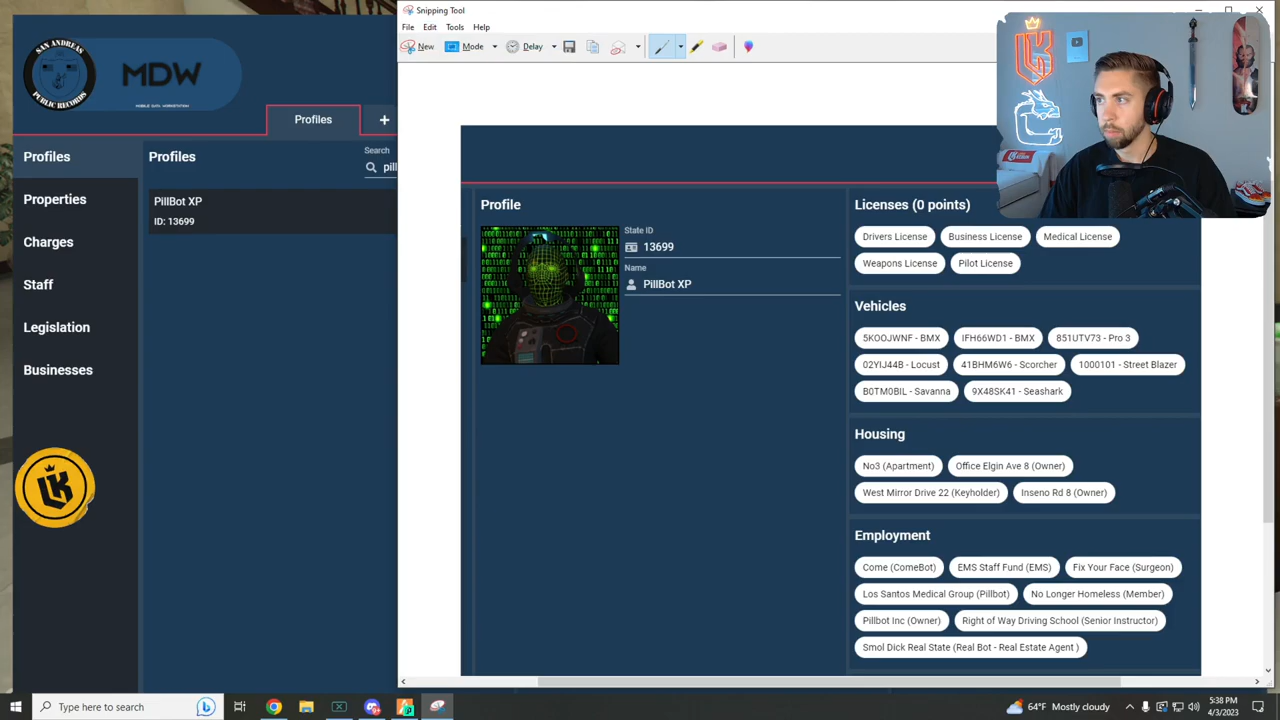 Snipping Tool
File Edit Tools Help
New Mode Delay
SAN ANDREAS
PUBLIC RECORDS
MDW
MOBILE DATA WORKSTATION
Profiles
Profiles
Properties
Charges
Staff
Legislation
Businesses
LK
Profiles
Search
pill
PillBot XP
ID: 13699
Profile
State ID
13699
Name
PillBot XP
Licenses (0 points)
Drivers License Business License Medical License
Weapons License Pilot License
Vehicles
5KOOJWNF - BMX IFH66WD1 - BMX 851UTV73 - Pro 3
02YIJ44B - Locust 41BHM6W6 - Scorcher 1000101 - Street Blazer
B0TM0BIL - Savanna 9X48SK41 - Seashark
Housing
No3 (Apartment) Office Elgin Ave 8 (Owner)
West Mirror Drive 22 (Keyholder) Inseno Rd 8 (Owner)
Employment
Come (ComeBot) EMS Staff Fund (EMS) Fix Your Face (Surgeon)
Los Santos Medical Group (Pillbot) No Longer Homeless (Member)
Pillbot Inc (Owner) Right of Way Driving School (Senior Instructor)
Smol Dick Real State (Real Bot - Real Estate Agent )
Type here to search
64°F Mostly cloudy
5:38 PM
4/3/2023